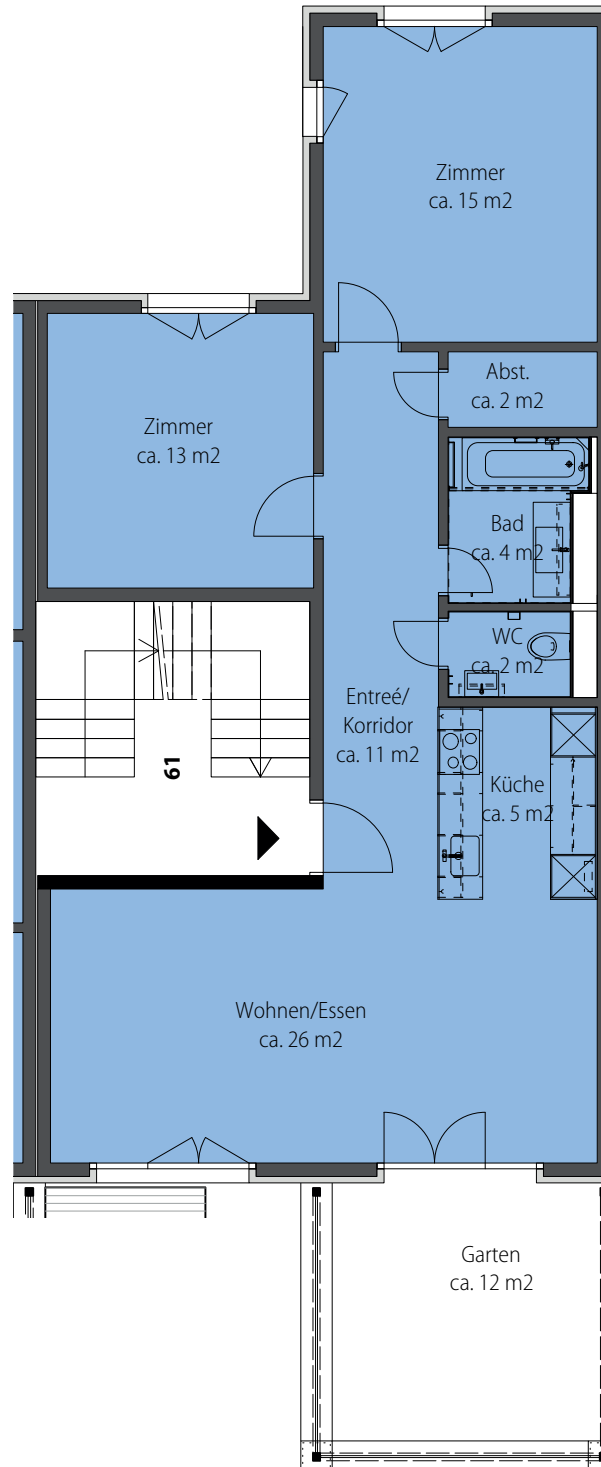 Zimmer
ca. 15 m2
Abst.
ca. 2 m2
Zimmer
ca. 13 m2
Bad
ca. 4 m2
WC
ca. 2 m2
Entreé/
Korridor
ca. 11 m2
61
Küche
ca. 5 m2
Wohnen/Essen
ca. 26 m2
Garten
ca. 12 m2